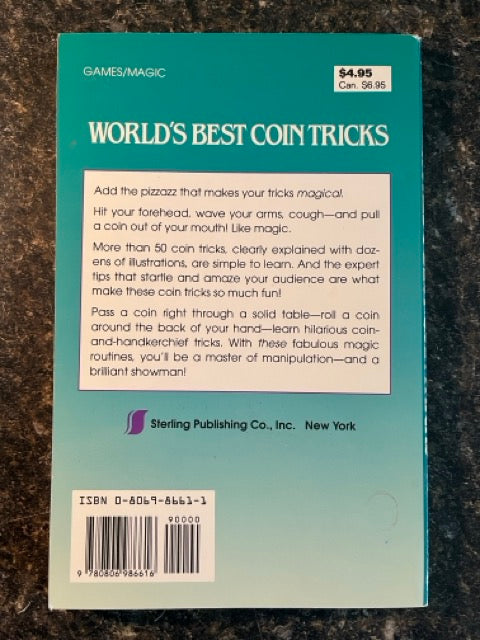 GAMES/MAGIC
$4.95
Can. $6.95
WORLD'S BEST COIN TRICKS
Add the pizzazz that makes your tricks magical.
Hit your forehead, wave your arms, cough—and pull
a coin out of your mouth! Like magic.
More than 50 coin tricks, clearly explained with doz-
ens of illustrations, are simple to learn. And the expert
tips that startle and amaze your audience are what
make these coin tricks so much fun!
Pass a coin right through a solid table—roll a coin
around the back of your hand—learn hilarious coin-
and-handkerchief tricks. With these fabulous magic
routines, you'll be a master of manipulation—and a
brilliant showman!
Sterling Publishing Co., Inc. New York
ISBN 0-8069-8661-1
90000
9 780806 986616